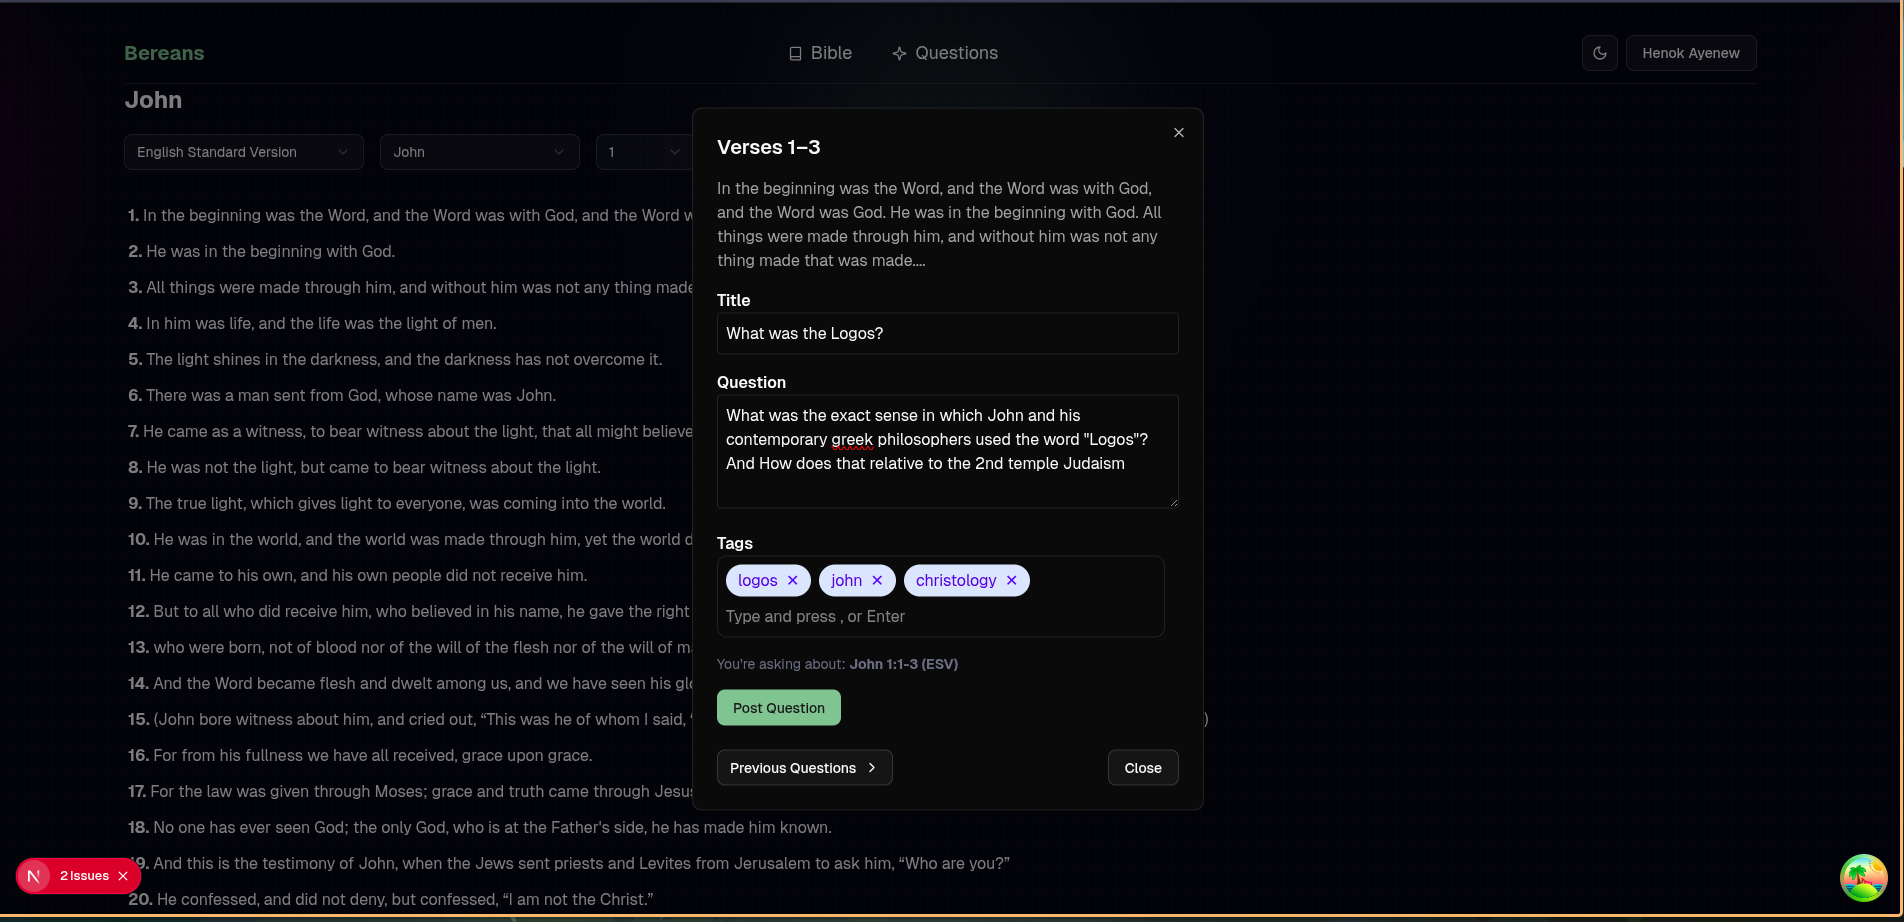 Bereans
Bible
Questions
Henok Ayenew
John
English Standard Version
John
1
1. In the beginning was the Word, and the Word was with God, and the Word w
2. He was in the beginning with God.
3. All things were made through him, and without him was not any thing made
4. In him was life, and the life was the light of men.
5. The light shines in the darkness, and the darkness has not overcome it.
6. There was a man sent from God, whose name was John.
7. He came as a witness, to bear witness about the light, that all might believe
8. He was not the light, but came to bear witness about the light.
9. The true light, which gives light to everyone, was coming into the world.
10. He was in the world, and the world was made through him, yet the world d
11. He came to his own, and his own people did not receive him.
12. But to all who did receive him, who believed in his name, he gave the right
13. who were born, not of blood nor of the will of the flesh nor of the will of m
14. And the Word became flesh and dwelt among us, and we have seen his glo
15. (John bore witness about him, and cried out, “This was he of whom I said, ‘ )
16. For from his fullness we have all received, grace upon grace.
17. For the law was given through Moses; grace and truth came through Jesus
18. No one has ever seen God; the only God, who is at the Father's side, he has made him known.
19. And this is the testimony of John, when the Jews sent priests and Levites from Jerusalem to ask him, “Who are you?”
20. He confessed, and did not deny, but confessed, “I am not the Christ.”
Verses 1–3
In the beginning was the Word, and the Word was with God,
and the Word was God. He was in the beginning with God. All
things were made through him, and without him was not any
thing made that was made....
Title
What was the Logos?
Question
What was the exact sense in which John and his
contemporary greek philosophers used the word "Logos"?
And How does that relative to the 2nd temple Judaism
Tags
logos ✕ john ✕ christology ✕
Type and press , or Enter
You're asking about: John 1:1-3 (ESV)
Post Question
Previous Questions
Close
N 2 Issues